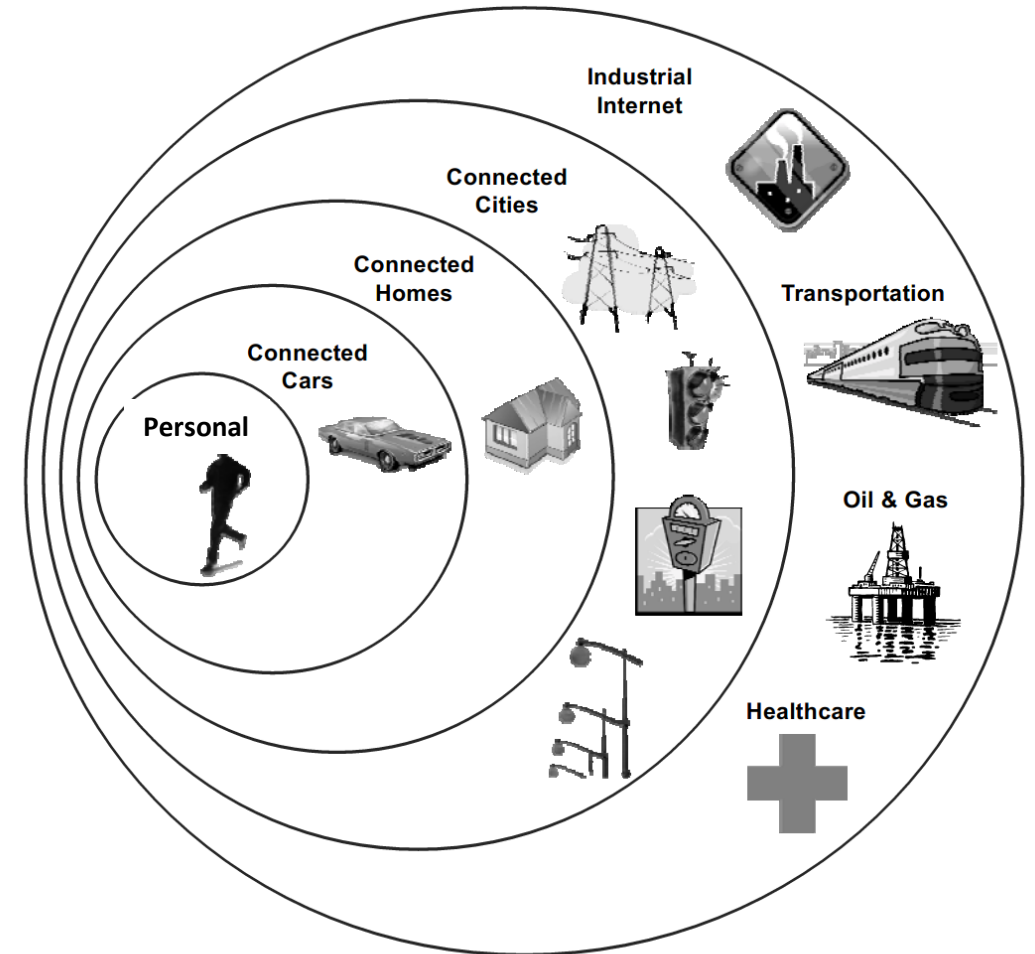 Industrial
Internet
Connected
Cities
Connected
Homes
Transportation
Connected
Cars
Personal
Oil & Gas
Healthcare